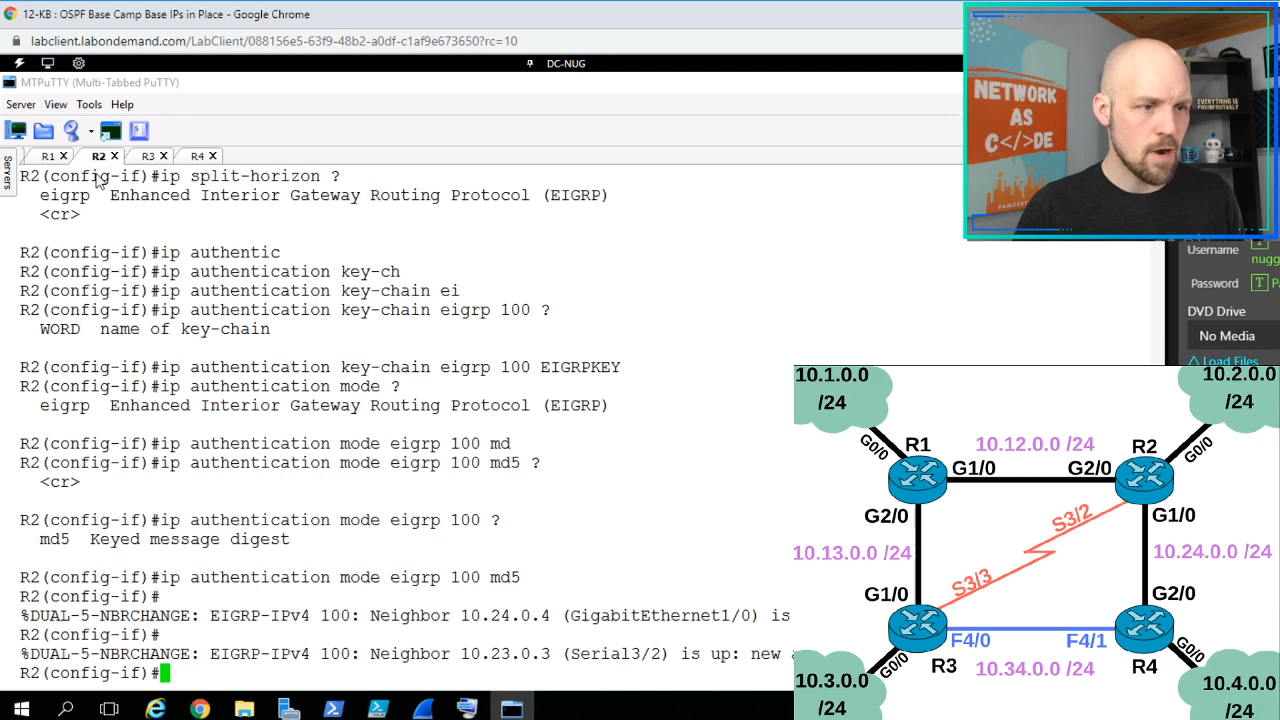 12-KB : OSPF Base Camp Base IPs in Place - Google Chrome
labclient.labondemand.com/LabClient/088156e5-63f9-48b2-a0df-c1af9e673650?rc=10
DC-NUG
MTPuTTY (Multi-Tabbed PuTTY)
Server View Tools Help
Servers
R1 R2 R3 R4
R2(config-if)#ip split-horizon ?
eigrp Enhanced Interior Gateway Routing Protocol (EIGRP)
<cr>
R2(config-if)#ip authentic
R2(config-if)#ip authentication key-ch
R2(config-if)#ip authentication key-chain ei
R2(config-if)#ip authentication key-chain eigrp 100 ?
WORD name of key-chain
R2(config-if)#ip authentication key-chain eigrp 100 EIGRPKEY
R2(config-if)#ip authentication mode ?
eigrp Enhanced Interior Gateway Routing Protocol (EIGRP)
R2(config-if)#ip authentication mode eigrp 100 md
R2(config-if)#ip authentication mode eigrp 100 md5 ?
<cr>
R2(config-if)#ip authentication mode eigrp 100 ?
md5 Keyed message digest
R2(config-if)#ip authentication mode eigrp 100 md5
R2(config-if)#
%DUAL-5-NBRCHANGE: EIGRP-IPv4 100: Neighbor 10.24.0.4 (GigabitEthernet1/0) is
R2(config-if)#
%DUAL-5-NBRCHANGE: EIGRP-IPv4 100: Neighbor 10.23.0.3 (Serial3/2) is up: new
R2(config-if)#
NETWORK
AS
C</>DE
EVERYTHING IS
Username
nugg
Password
DVD Drive
No Media
Load Files
10.1.0.0
/24
10.2.0.0
/24
G0/0
R1
10.12.0.0 /24
R2
G0/0
G1/0
G2/0
G2/0
S3/2
G1/0
10.13.0.0 /24
10.24.0.0 /24
S3/3
G1/0
G2/0
F4/0
F4/1
G0/0
R3
10.34.0.0 /24
R4
G0/0
10.3.0.0
/24
10.4.0.0
/24